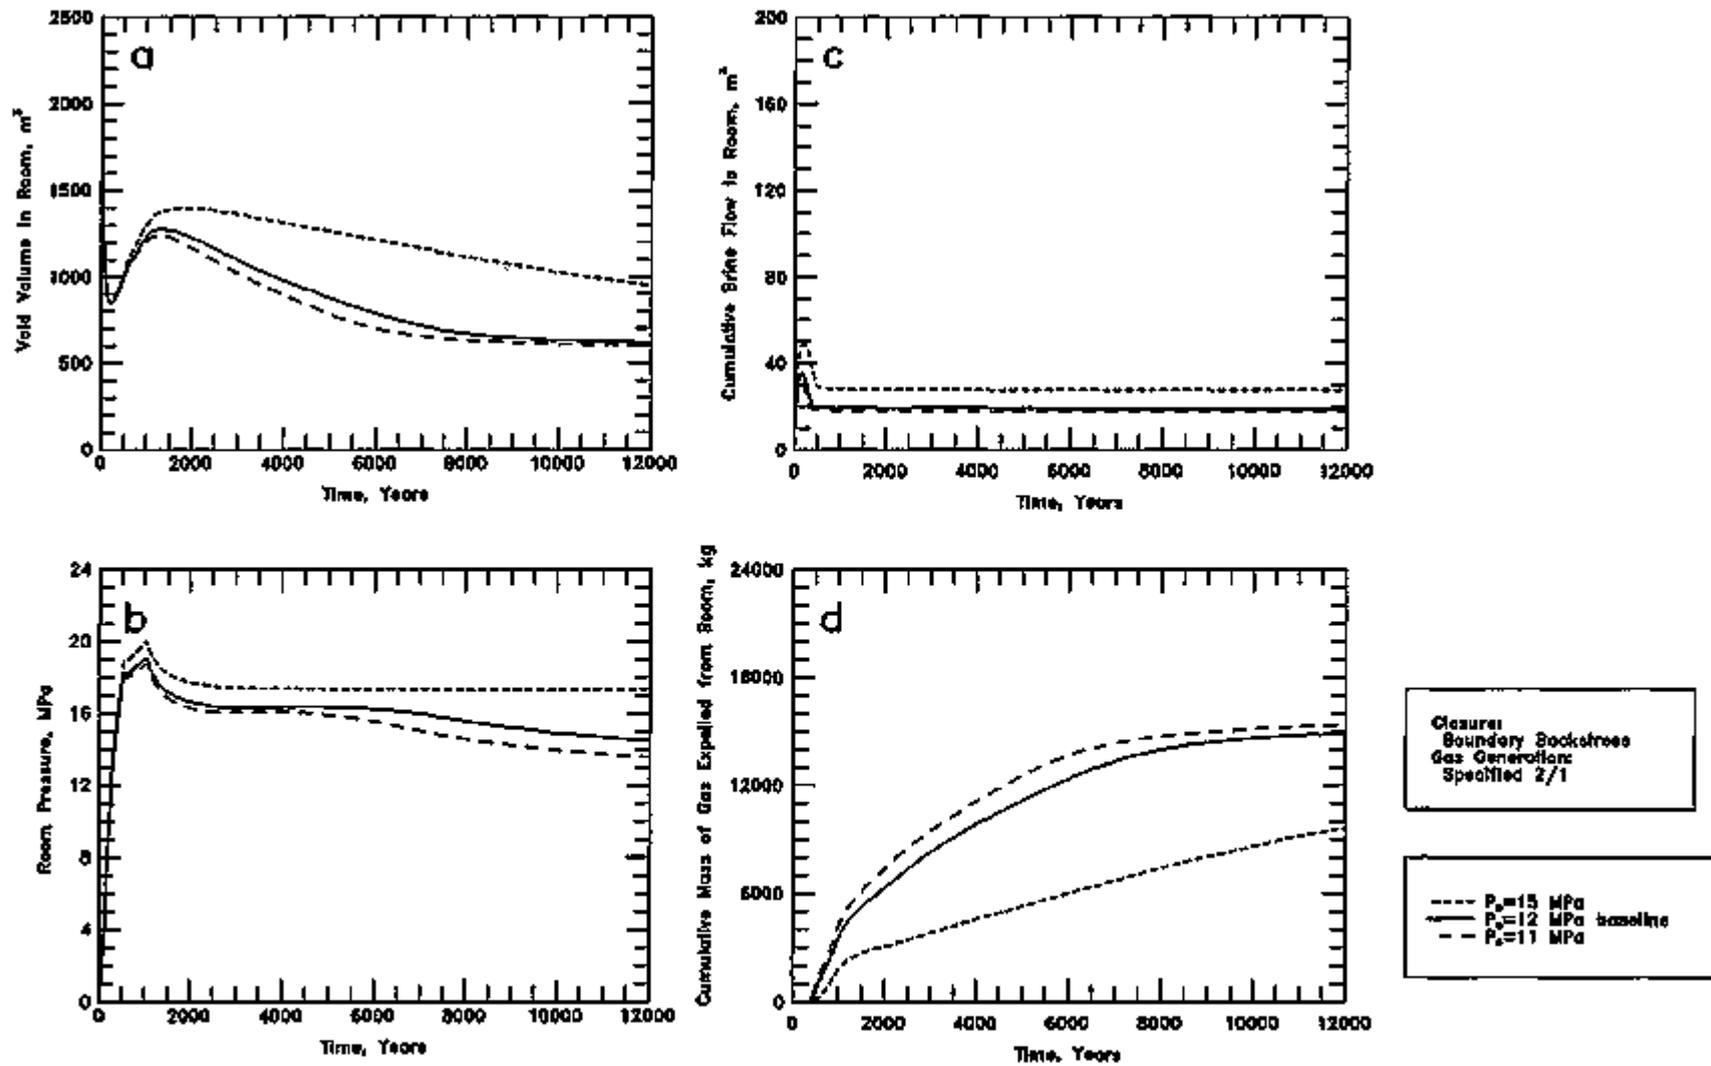 a
2500
2000
1500
1000
500
0
Void Volume in Room, m³
0 2000 4000 6000 8000 10000 12000
Time, Years
c
200
160
120
80
40
0
Cumulative Brine Flow to Room, m³
0 2000 4000 6000 8000 10000 12000
Time, Years
b
24
20
16
12
8
4
0
Room Pressure, MPa
0 2000 4000 6000 8000 10000 12000
Time, Years
d
24000
18000
12000
6000
0
Cumulative Mass of Gas Expelled from Room, kg
0 2000 4000 6000 8000 10000 12000
Time, Years
Closure:
Boundary Backstress
Gas Generation:
Specified 2/1
=15 MPa
=12 MPa baseline
=11 MPa